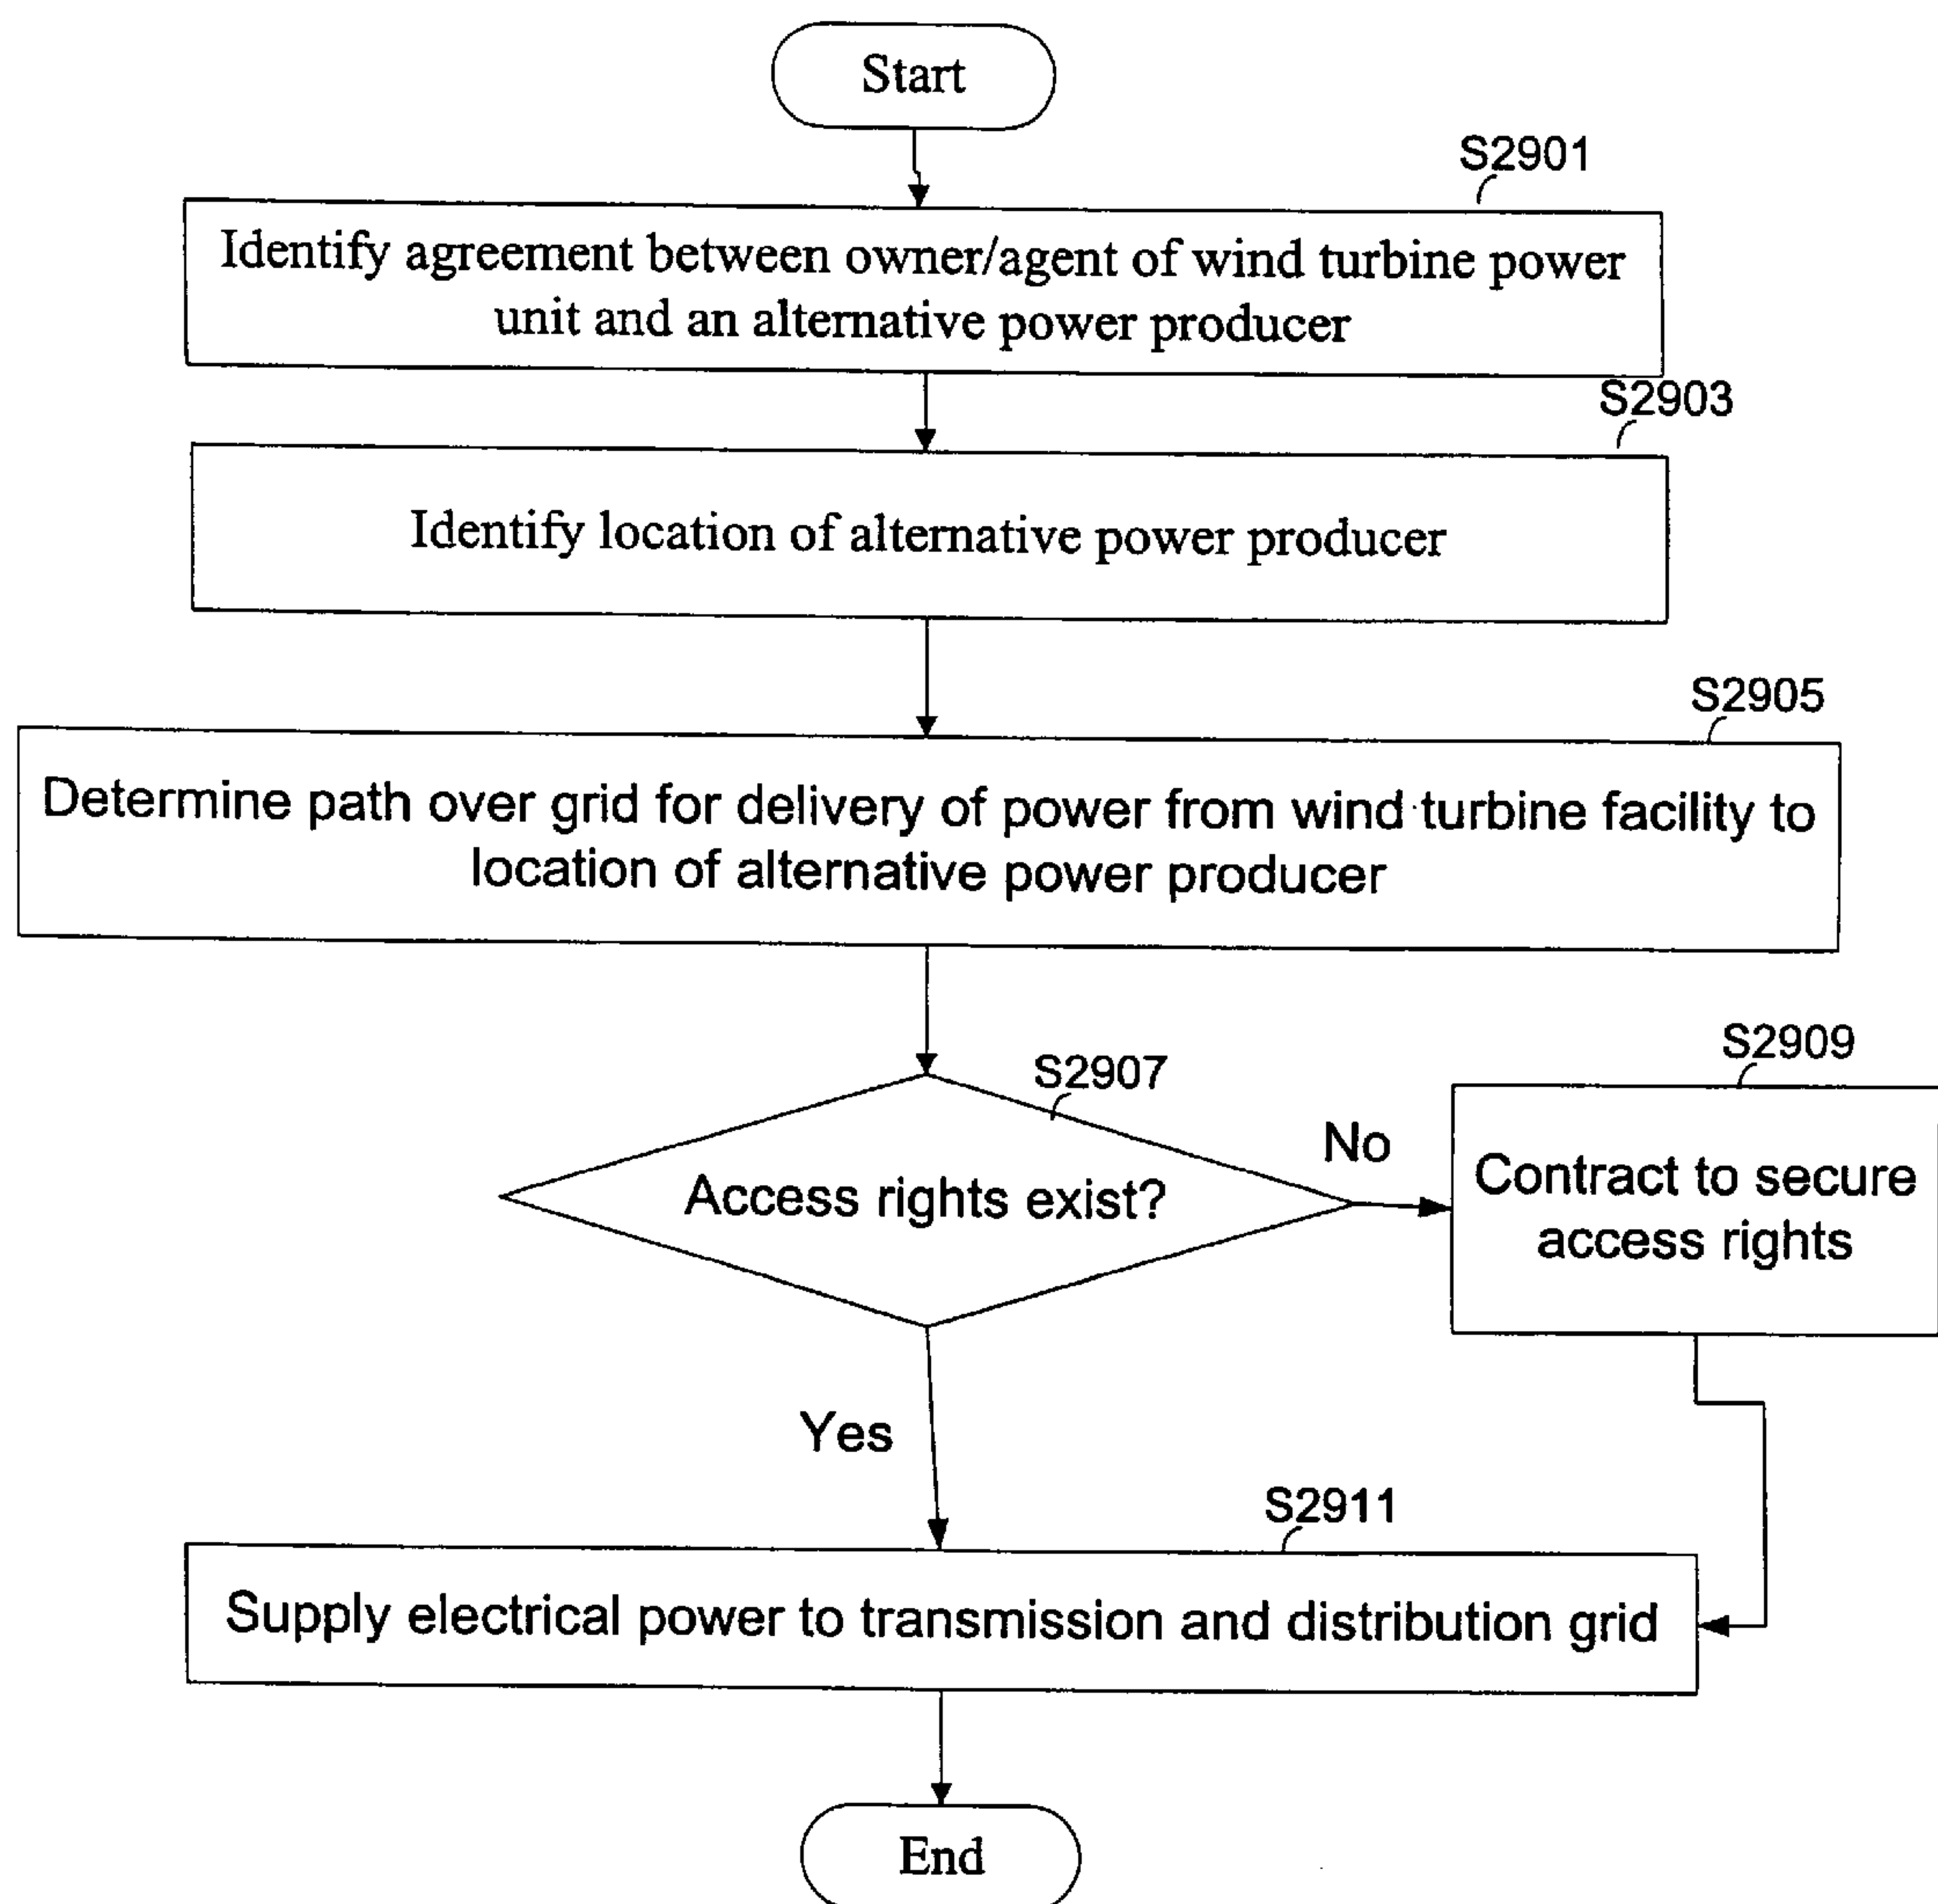 Start
S2901
Identify agreement between owner/agent of wind turbine power
unit and an alternative power producer
S2903
Identify location of alternative power producer
S2905
Determine path over grid for delivery of power from wind turbine facility to
location of alternative power producer
S2907
Access rights exist?
No
S2909
Contract to secure
access rights
Yes
S2911
Supply electrical power to transmission and distribution grid
End